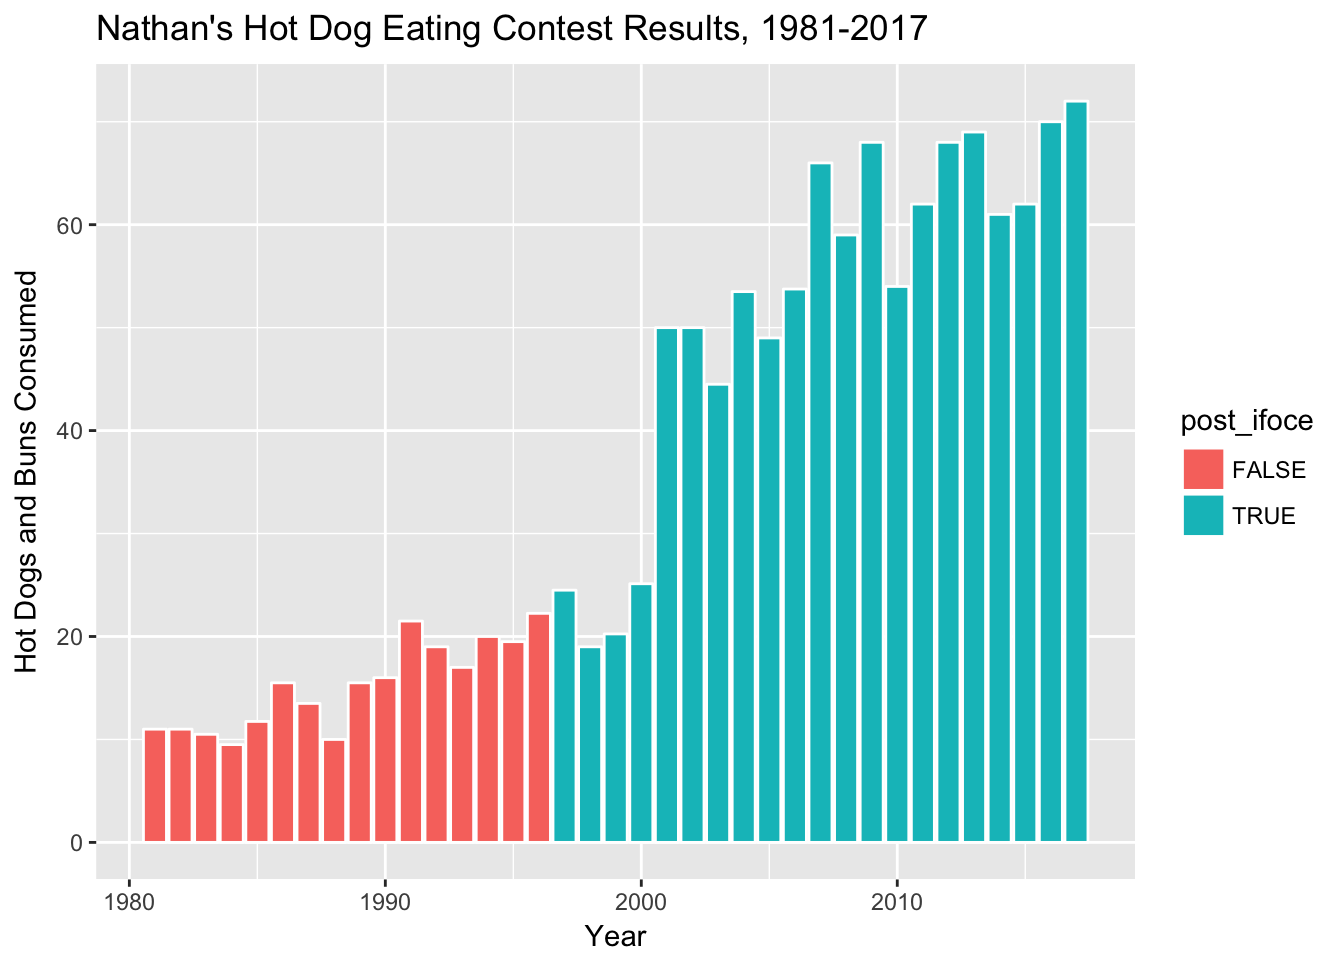 Nathan's Hot Dog Eating Contest Results, 1981-2017
Hot Dogs and Buns Consumed
60
40
20
0
1980
1990
2000
2010
Year
post_ifoce
FALSE
TRUE